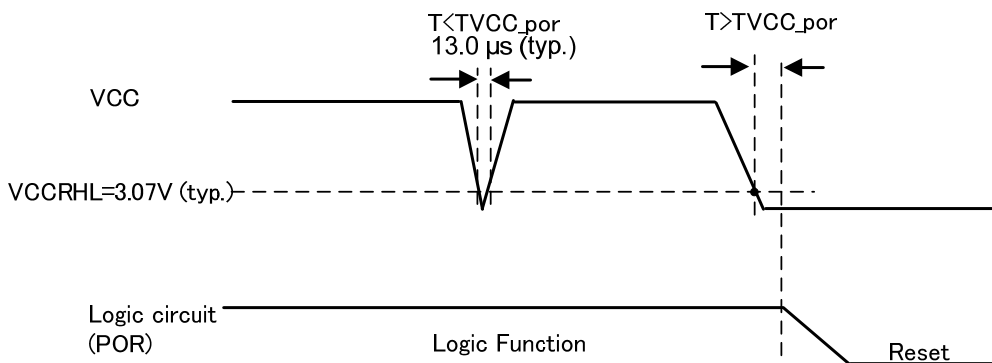 T<TVCC_por
13.0 µs (typ.)
T>TVCC_por
VCC
VCCRHL=3.07V (typ.)
Logic circuit
(POR)
Logic Function
Reset